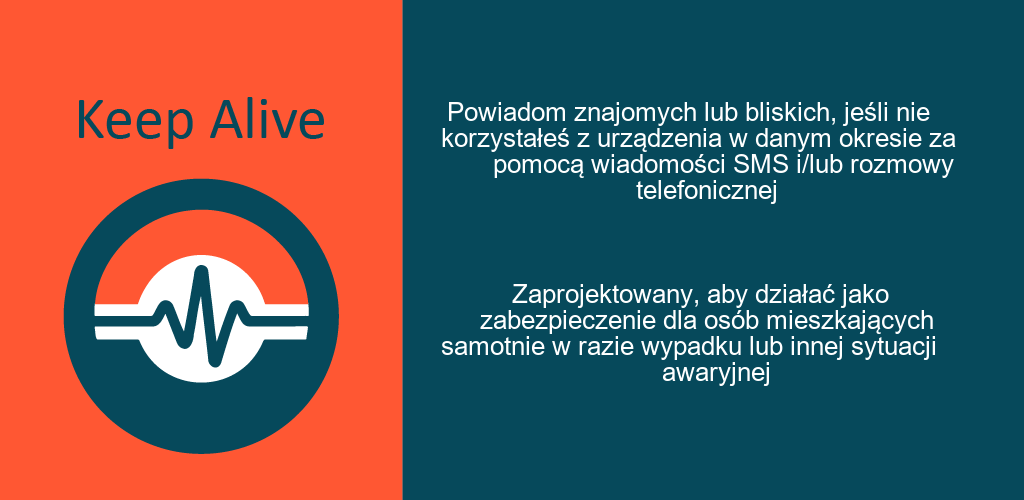 Keep Alive
Powiadom znajomych lub bliskich, jeśli nie
korzystałeś z urządzenia w danym okresie za
pomocą wiadomości SMS i/lub rozmowy
telefonicznej
Zaprojektowany, aby działać jako
zabezpieczenie dla osób mieszkających
samotnie w razie wypadku lub innej sytuacji
awaryjnej